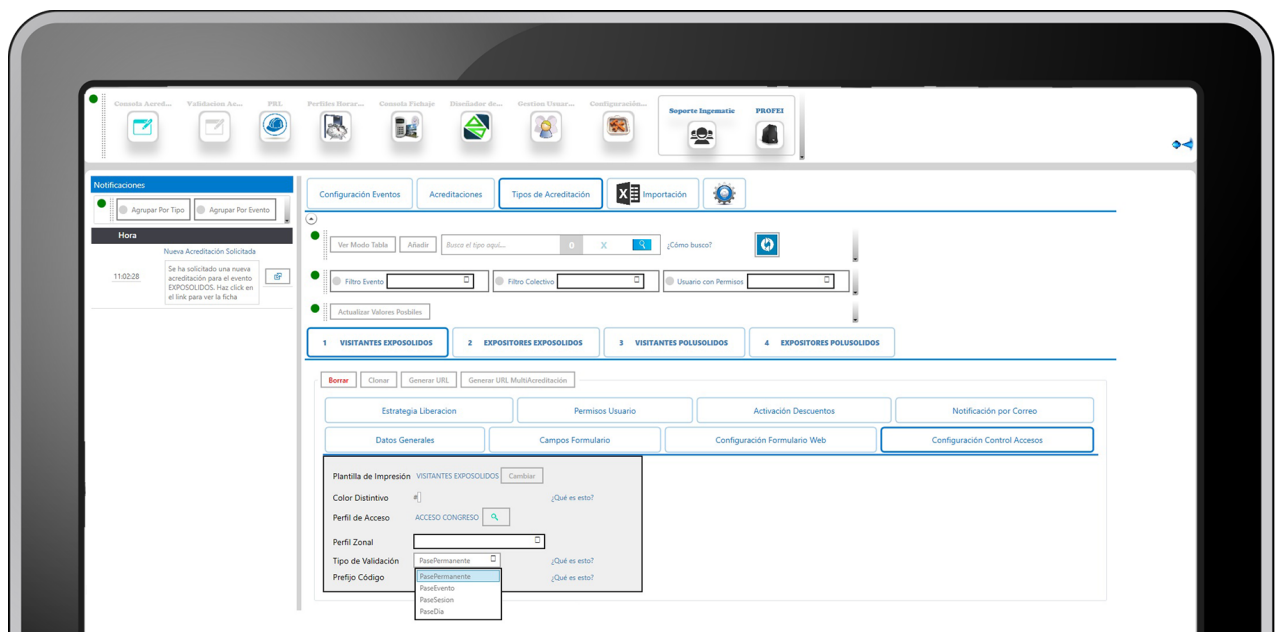 Consola Acred... Validacion Ac... PRL Perfiles Horar... Consola Fichaje Diseñador de... Gestion Usuar... Configuración...
Soporte Ingematic PROFEI
Notificaciones
Agrupar Por Tipo Agrupar Por Evento
Hora
Nueva Acreditación Solicitada
11:02:28
Se ha solicitado una nueva
acreditación para el evento
EXPOSOLIDOS. Haz click en
el link para ver la ficha
Configuración Eventos Acreditaciones Tipos de Acreditación Importación
Ver Modo Tabla Añadir Busca el tipo aquí... 0 X ¿Cómo busco?
Filtro Evento Filtro Colectivo Usuario con Permisos
Actualizar Valores Posbiles
1 VISITANTES EXPOSOLIDOS 2 EXPOSITORES EXPOSOLIDOS 3 VISITANTES POLUSOLIDOS 4 EXPOSITORES POLUSOLIDOS
Borrar Clonar Generar URL Generar URL MultiAcreditación
Estrategia Liberacion Permisos Usuario Activación Descuentos Notificación por Correo
Datos Generales Campos Formulario Configuración Formulario Web Configuración Control Accesos
Plantilla de Impresión VISITANTES EXPOSOLIDOS Cambiar
Color Distintivo # ¿Qué es esto?
Perfil de Acceso ACCESO CONGRESO
Perfil Zonal
Tipo de Validación PasePermanente ¿Qué es esto?
Prefijo Código ¿Qué es esto?
PasePermanente
PaseEvento
PaseSesion
PaseDia